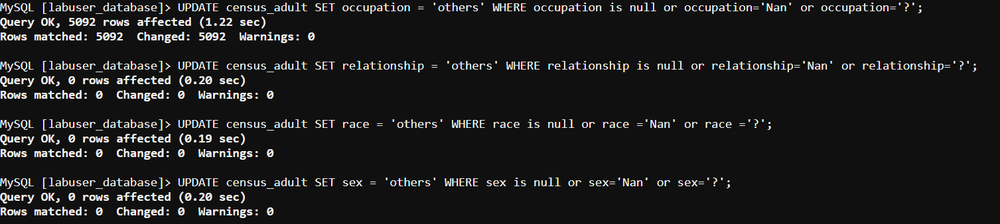 MySQL [labuser_database]> UPDATE census_adult SET occupation = 'others' WHERE occupation is null or occupation='Nan' or occupation='?';
Query OK, 5092 rows affected (1.22 sec)
Rows matched: 5092  Changed: 5092  Warnings: 0
MySQL [labuser_database]> UPDATE census_adult SET relationship = 'others' WHERE relationship is null or relationship='Nan' or relationship='?';
Query OK, 0 rows affected (0.20 sec)
Rows matched: 0  Changed: 0  Warnings: 0
MySQL [labuser_database]> UPDATE census_adult SET race = 'others' WHERE race is null or race ='Nan' or race ='?';
Query OK, 0 rows affected (0.19 sec)
Rows matched: 0  Changed: 0  Warnings: 0
MySQL [labuser_database]> UPDATE census_adult SET sex = 'others' WHERE sex is null or sex='Nan' or sex='?';
Query OK, 0 rows affected (0.20 sec)
Rows matched: 0  Changed: 0  Warnings: 0